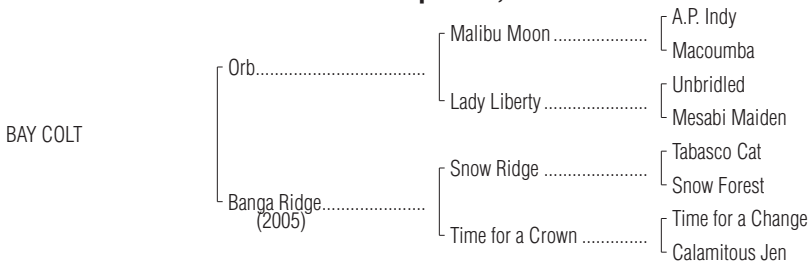 A.P. Indy
Malibu Moon
Macoumba
Orb
Unbridled
Lady Liberty
Mesabi Maiden
BAY COLT
Tabasco Cat
Snow Ridge
Snow Forest
Banga Ridge
(2005)
Time for a Change
Time for a Crown
Calamitous Jen